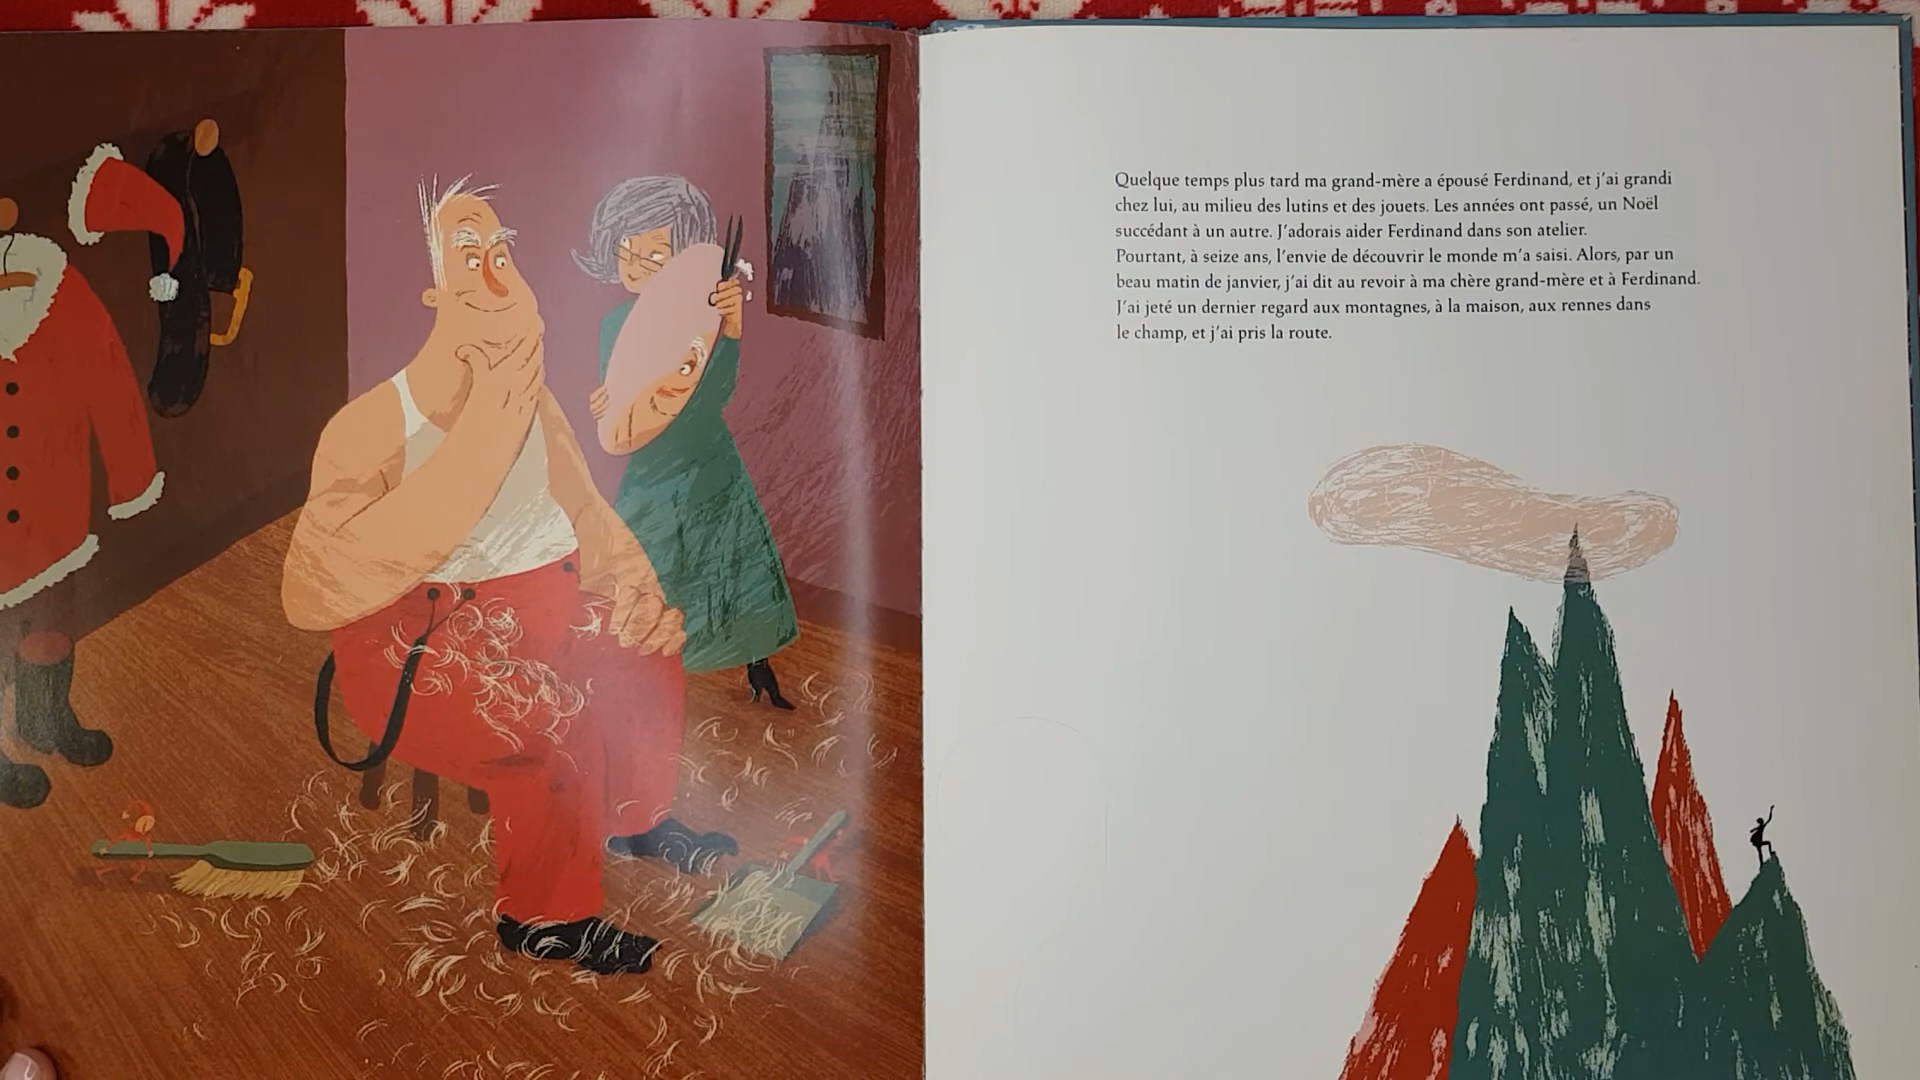 Quelque temps plus tard ma grand-mère a épousé Ferdinand, et j'ai grandi
chez lui, au milieu des lutins et des jouets. Les années ont passé, un Noël
succédant à un autre. J'adorais aider Ferdinand dans son atelier.
Pourtant, à seize ans, l'envie de découvrir le monde m'a saisi. Alors, par un
beau matin de janvier, j'ai dit au revoir à ma chère grand-mère et à Ferdinand.
J'ai jeté un dernier regard aux montagnes, à la maison, aux rennes dans
le champ, et j'ai pris la route.